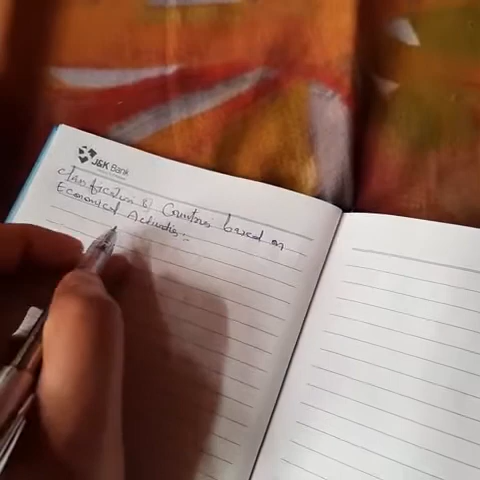 J&K Bank
Classification of Countries based on
Economical Activities:-